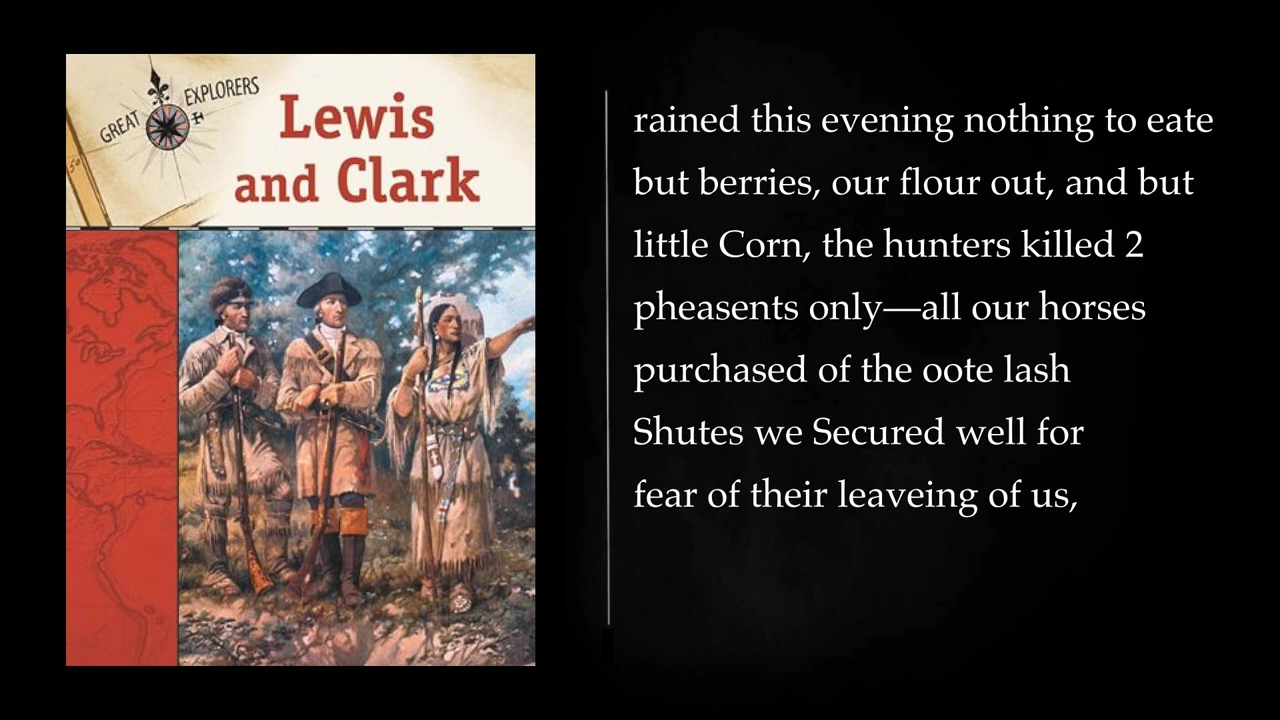 GREAT EXPLORERS
Lewis
and Clark
50
rained this evening nothing to eate
but berries, our flour out, and but
little Corn, the hunters killed 2
pheasents only—all our horses
purchased of the oote lash
Shutes we Secured well for
fear of their leaveing of us,